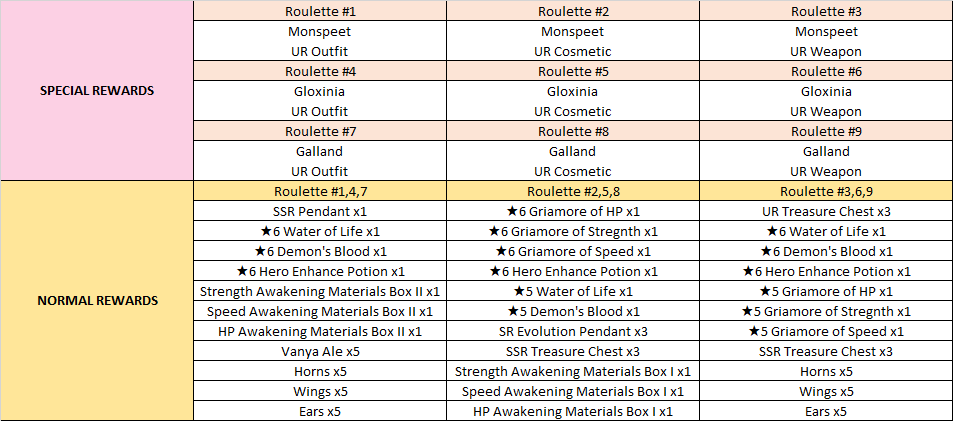 SPECIAL REWARDS
Roulette #1 Roulette #2 Roulette #3
Monspeet Monspeet Monspeet
UR Outfit UR Cosmetic UR Weapon
Roulette #4 Roulette #5 Roulette #6
Gloxinia Gloxinia Gloxinia
UR Outfit UR Cosmetic UR Weapon
Roulette #7 Roulette #8 Roulette #9
Galland Galland Galland
UR Outfit UR Cosmetic UR Weapon
NORMAL REWARDS
Roulette #1,4,7 Roulette #2,5,8 Roulette #3,6,9
SSR Pendant x1 ★6 Griamore of HP x1 UR Treasure Chest x3
★6 Water of Life x1 ★6 Griamore of Stregnth x1 ★6 Water of Life x1
★6 Demon's Blood x1 ★6 Griamore of Speed x1 ★6 Demon's Blood x1
★6 Hero Enhance Potion x1 ★6 Hero Enhance Potion x1 ★6 Hero Enhance Potion x1
Strength Awakening Materials Box II x1 ★5 Water of Life x1 ★5 Griamore of HP x1
Speed Awakening Materials Box II x1 ★5 Demon's Blood x1 ★5 Griamore of Stregnth x1
HP Awakening Materials Box II x1 SR Evolution Pendant x3 ★5 Griamore of Speed x1
Vanya Ale x5 SSR Treasure Chest x3 SSR Treasure Chest x3
Horns x5 Strength Awakening Materials Box I x1 Horns x5
Wings x5 Speed Awakening Materials Box I x1 Wings x5
Ears x5 HP Awakening Materials Box I x1 Ears x5